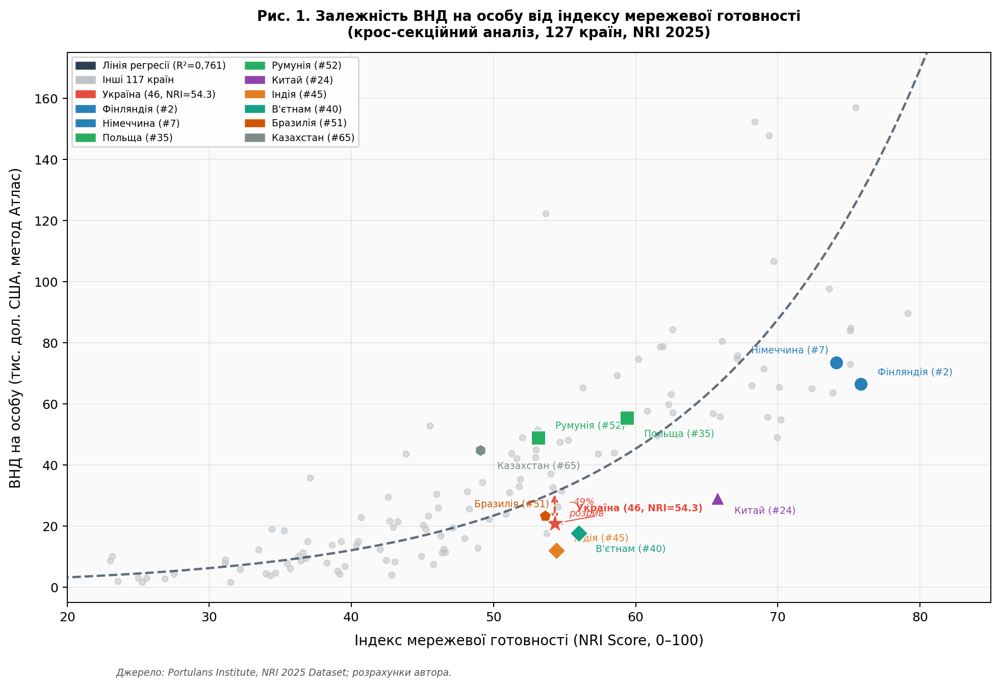 Рис. 1. Залежність ВНД на особу від індексу мережевої готовності
(крос-секційний аналіз, 127 країн, NRI 2025)
Лінія регресії (R²=0,761)
Інші 117 країн
Україна (46, NRI=54.3)
Фінляндія (#2)
Німеччина (#7)
Польща (#35)
Румунія (#52)
Китай (#24)
Індія (#45)
В'єтнам (#40)
Бразилія (#51)
Казахстан (#65)
ВНД на особу (тис. дол. США, метод Атлас)
160
140
120
100
80
60
40
20
0
Німеччина (#7)
Фінляндія (#2)
Румунія (#52)
Польща (#35)
Казахстан (#65)
Бразилія (#51)
–49%
розрив
Україна (46, NRI=54.3)
Китай (#24)
Індія (#45)
В'єтнам (#40)
20 30 40 50 60 70 80
Індекс мережевої готовності (NRI Score, 0–100)
Джерело: Portulans Institute, NRI 2025 Dataset; розрахунки автора.